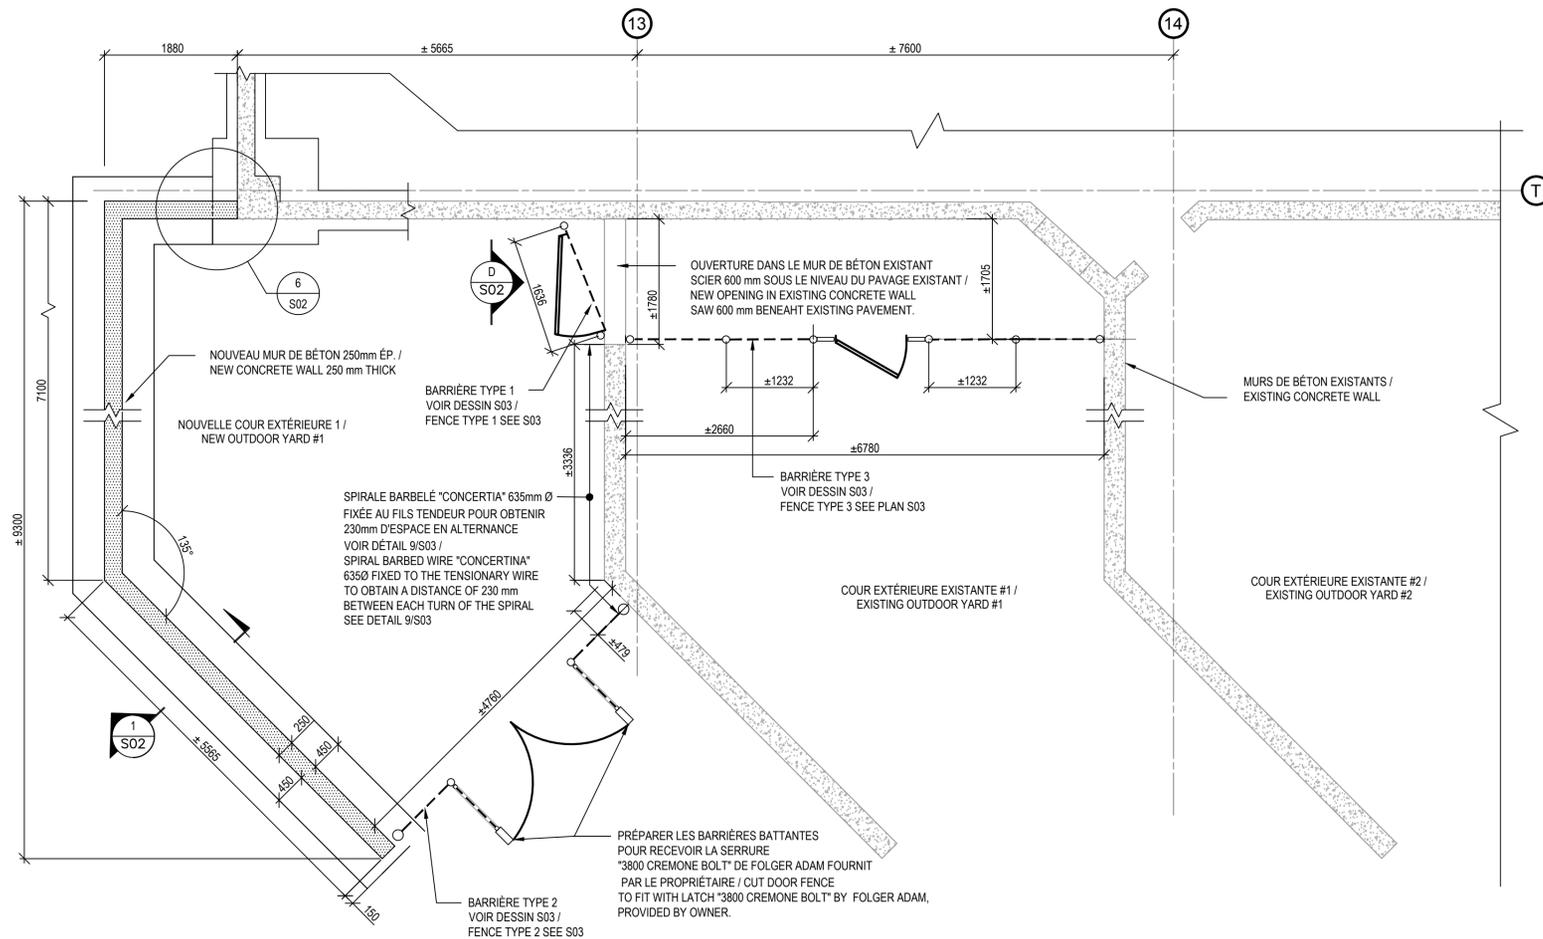 13
14
1880
± 5665
± 7600
T
D
S02
1636
±1780
OUVERTURE DANS LE MUR DE BÉTON EXISTANT
SCIER 600 mm SOUS LE NIVEAU DU PAVAGE EXISTANT /
NEW OPENING IN EXISTING CONCRETE WALL
SAW 600 mm BENEAHT EXISTING PAVEMENT.
±1705
6
S02
NOUVEAU MUR DE BÉTON 250mm ÉP. /
NEW CONCRETE WALL 250 mm THICK
7100
BARRIÈRE TYPE 1
VOIR DESSIN S03 /
FENCE TYPE 1 SEE S03
±1232
±1232
MURS DE BÉTON EXISTANTS /
EXISTING CONCRETE WALL
NOUVELLE COUR EXTÉRIEURE 1 /
NEW OUTDOOR YARD #1
±2660
±6780
±3336
BARRIÈRE TYPE 3
VOIR DESSIN S03 /
FENCE TYPE 3 SEE PLAN S03
SPIRALE BARBELÉ "CONCERTIA" 635mm Ø
FIXÉE AU FILS TENDEUR POUR OBTENIR
230mm D'ESPACE EN ALTERNANCE
VOIR DÉTAIL 9/S03 /
SPIRAL BARBED WIRE "CONCERTINA"
635Ø FIXED TO THE TENSIONARY WIRE
TO OBTAIN A DISTANCE OF 230 mm
BETWEEN EACH TURN OF THE SPIRAL
SEE DETAIL 9/S03
± 9300
135°
COUR EXTÉRIEURE EXISTANTE #1 /
EXISTING OUTDOOR YARD #1
COUR EXTÉRIEURE EXISTANTE #2 /
EXISTING OUTDOOR YARD #2
±479
±4760
1
S02
± 5565
250
450
450
150
PRÉPARER LES BARRIÈRES BATTANTES
POUR RECEVOIR LA SERRURE
"3800 CREMONE BOLT" DE FOLGER ADAM FOURNIT
PAR LE PROPRIÉTAIRE / CUT DOOR FENCE
TO FIT WITH LATCH "3800 CREMONE BOLT" BY FOLGER ADAM,
PROVIDED BY OWNER.
BARRIÈRE TYPE 2
VOIR DESSIN S03 /
FENCE TYPE 2 SEE S03